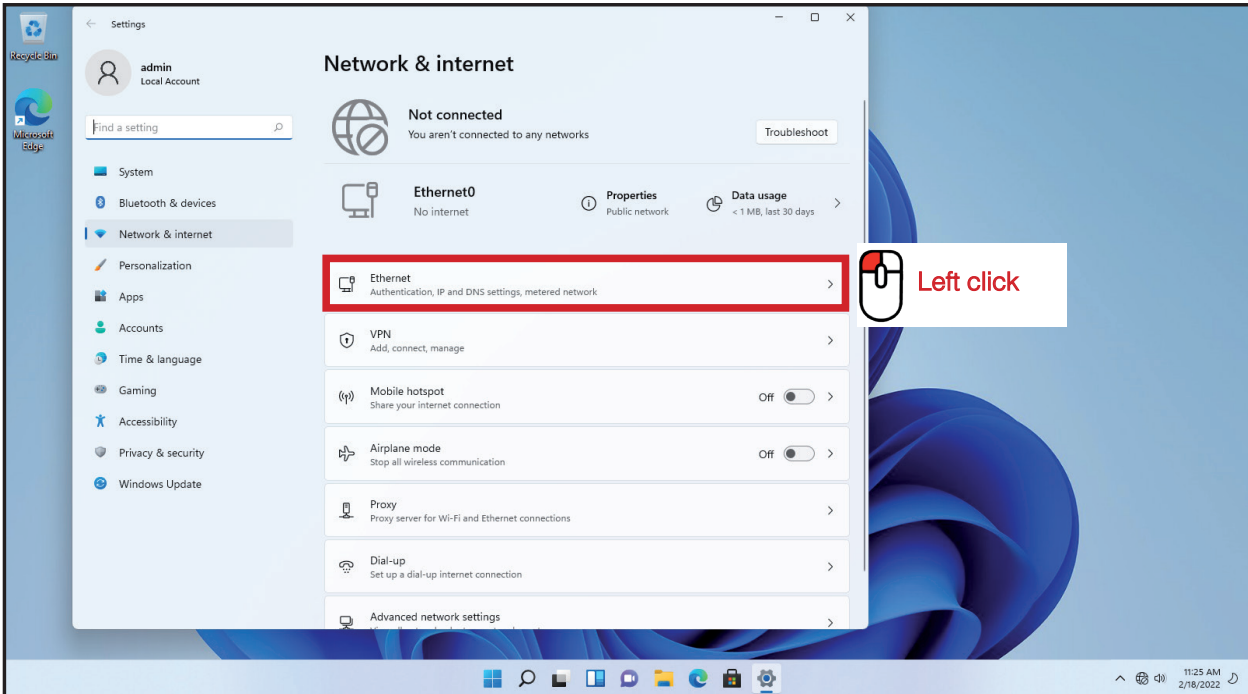 Recycle Bin
Microsoft
Edge
Settings
admin
Local Account
Find a setting
System
Bluetooth & devices
Network & internet
Personalization
Apps
Accounts
Time & language
Gaming
Accessibility
Privacy & security
Windows Update
Network & internet
Not connected
You aren't connected to any networks
Troubleshoot
Ethernet0
No internet
Properties
Public network
Data usage
< 1 MB, last 30 days
Ethernet
Authentication, IP and DNS settings, metered network
Left click
VPN
Add, connect, manage
Mobile hotspot
Share your internet connection
Off
Airplane mode
Stop all wireless communication
Off
Proxy
Proxy server for Wi-Fi and Ethernet connections
Dial-up
Set up a dial-up internet connection
Advanced network settings
11:25 AM
2/18/2022